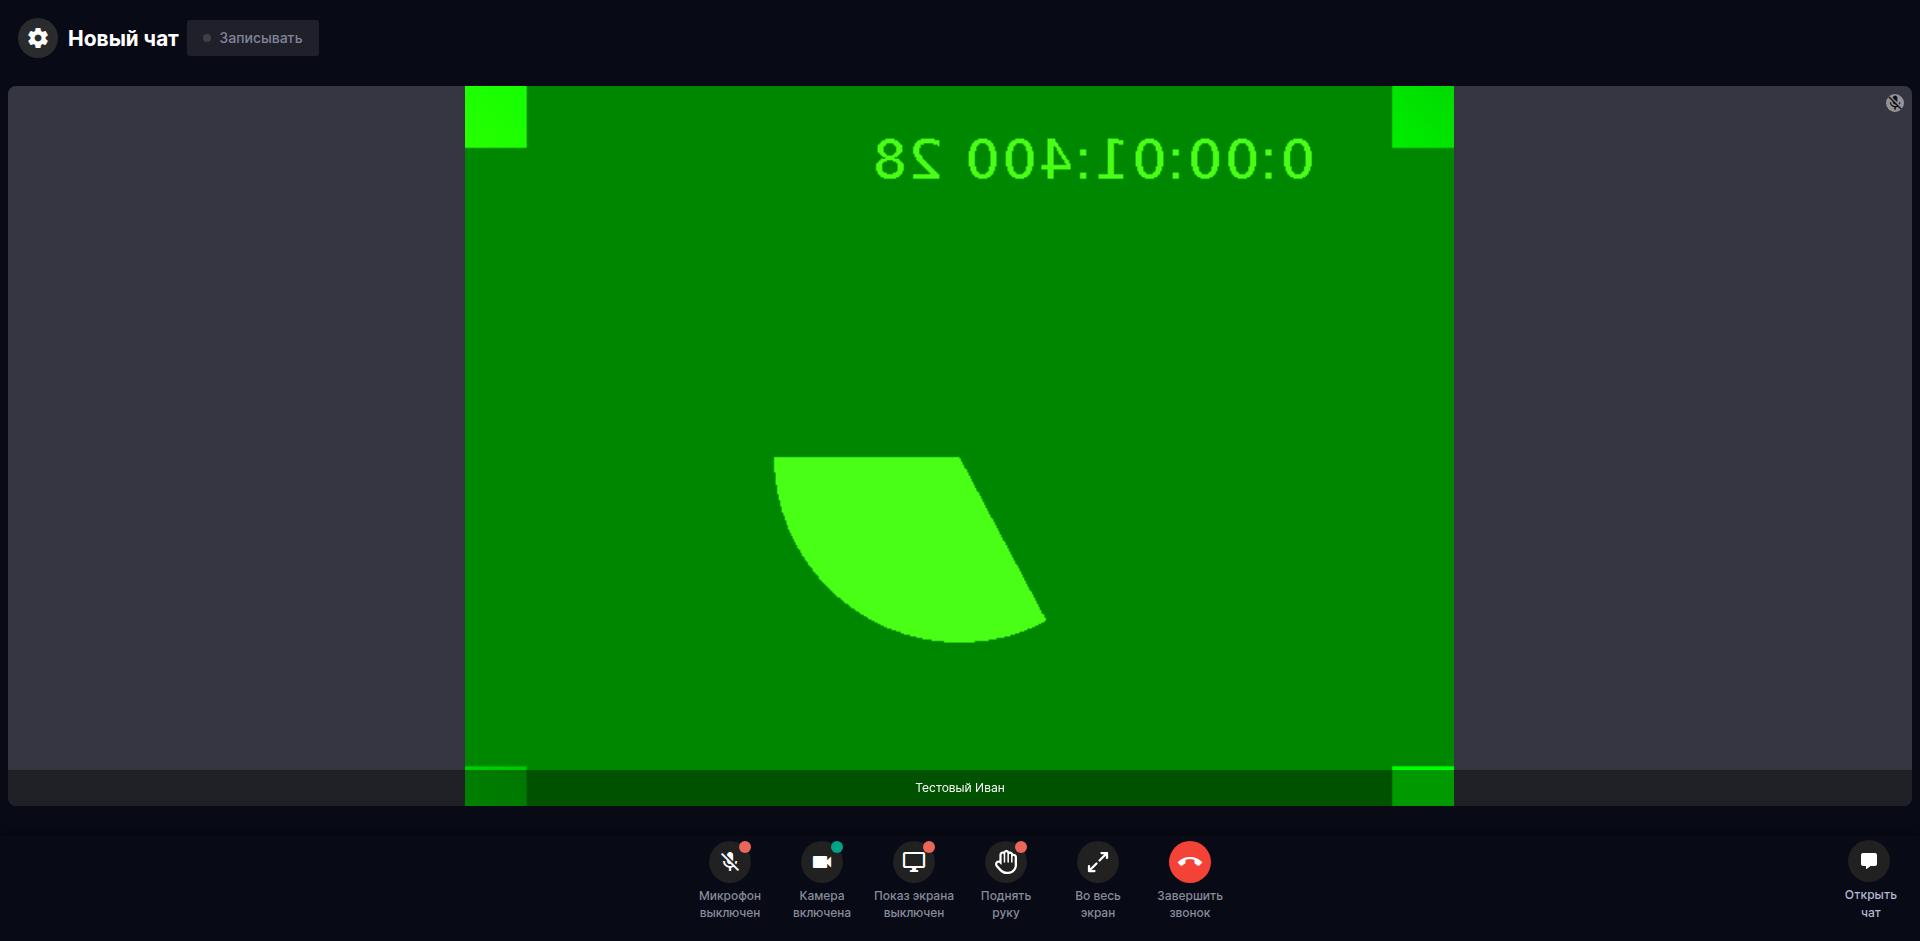 Новый чат
Записывать
0:00:01:400 28
Тестовый Иван
Микрофон
выключен
Камера
включена
Показ экрана
выключен
Поднять
руку
Во весь
экран
Завершить
звонок
Открыть
чат